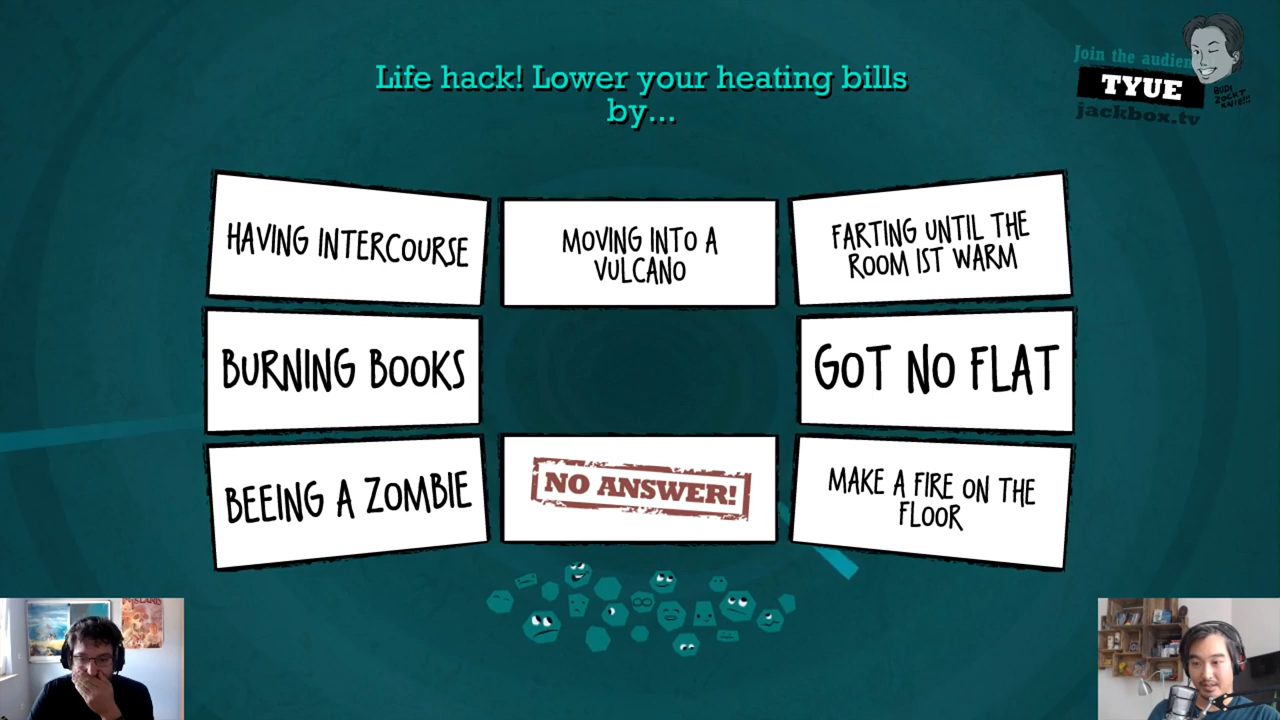 Life hack! Lower your heating bills
by...
Join the audien
TYUE
jackbox.tv
BUDI
ZOCKT
HAVING INTERCOURSE
MOVING INTO A
VULCANO
FARTING UNTIL THE
ROOM IST WARM
BURNING BOOKS
GOT NO FLAT
BEEING A ZOMBIE
NO ANSWER!
MAKE A FIRE ON THE
FLOOR